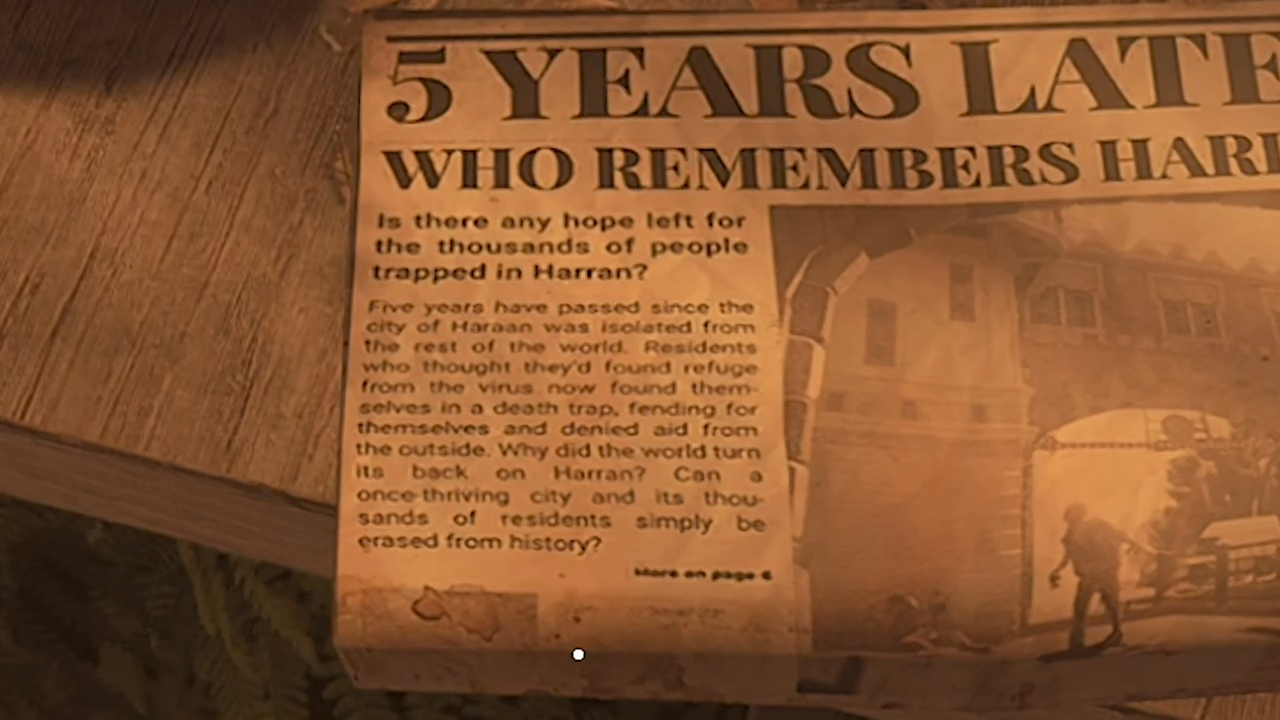 5 YEARS LATE
WHO REMEMBERS HARR
Is there any hope left for
the thousands of people
trapped in Harran?
Five years have passed since the
city of Haraan was isolated from
the rest of the world. Residents
who thought they'd found refuge
from the virus now found them-
selves in a death trap, fending for
themselves and denied aid from
the outside. Why did the world turn
its back on Harran? Can a
once-thriving city and its thou-
sands of residents simply be
erased from history?
More on page 6